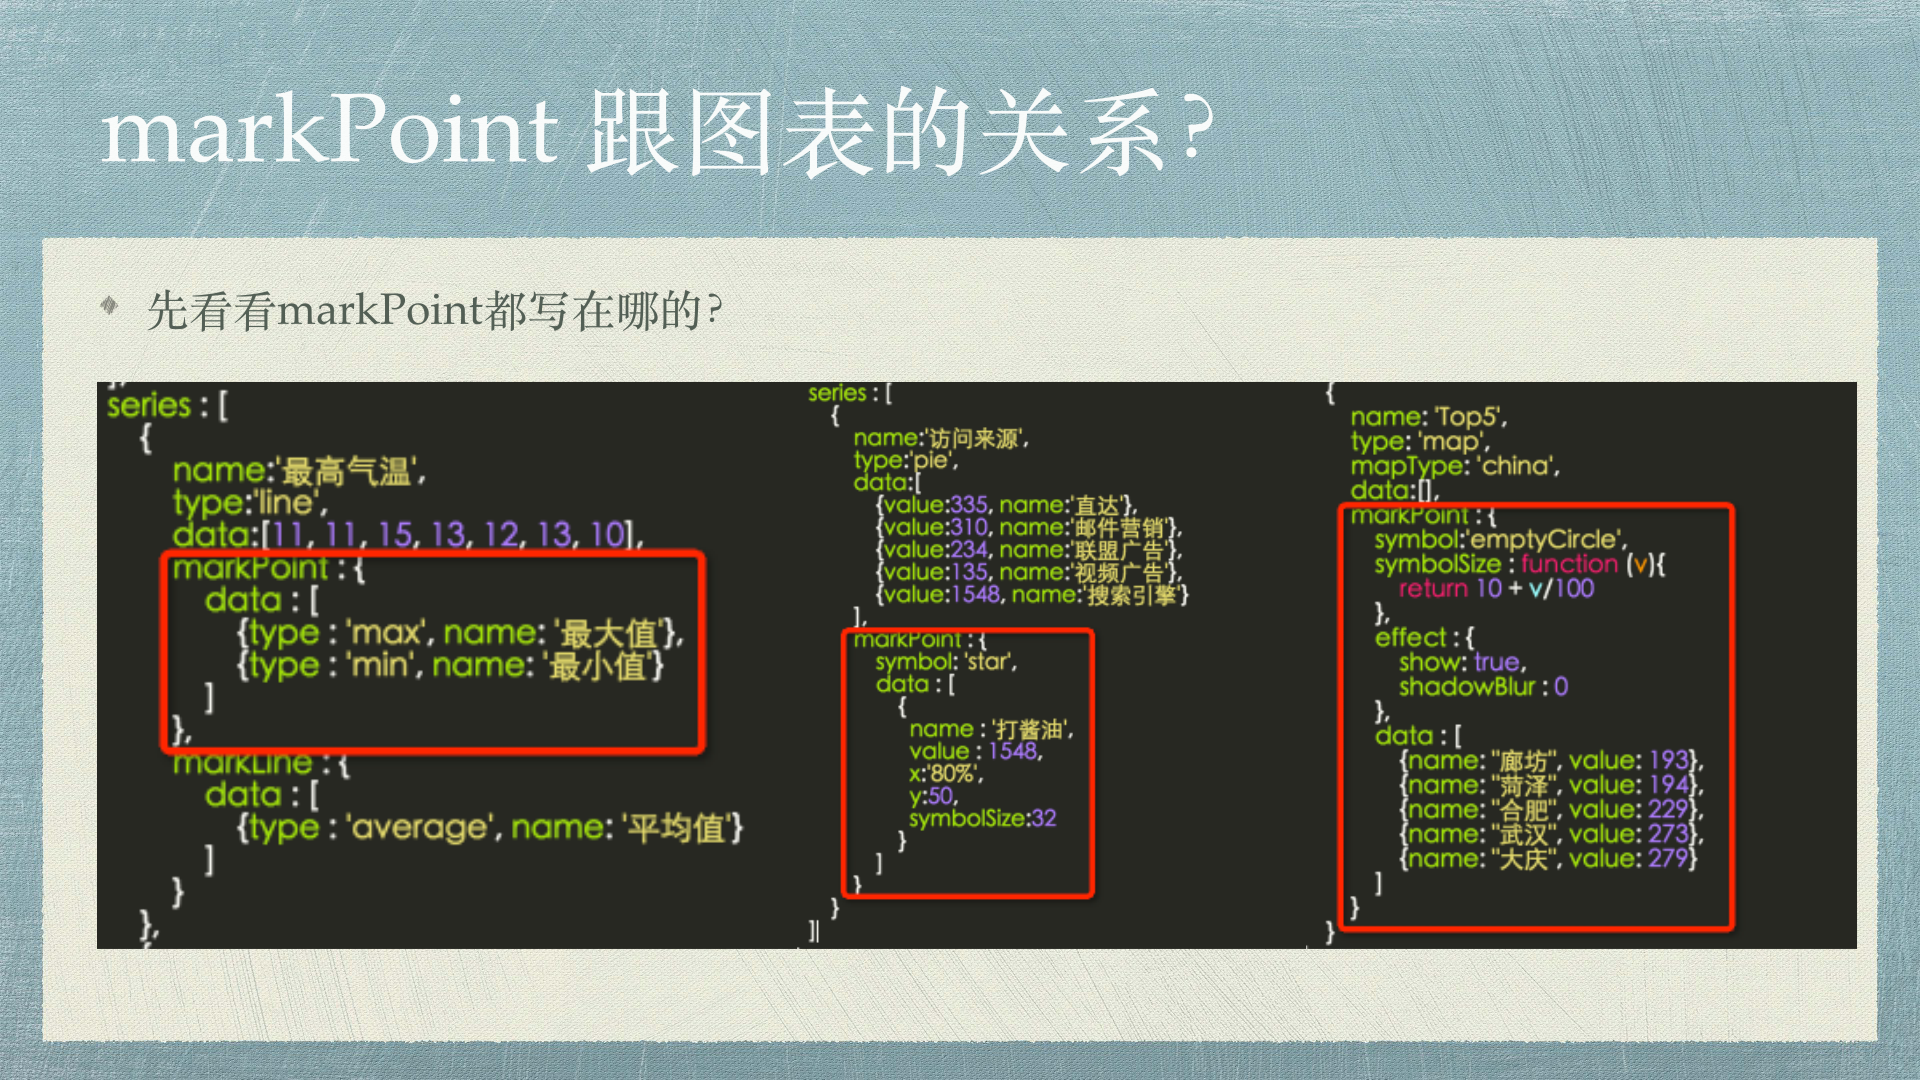 markPoint 跟图表的关系?
先看看markPoint都写在哪的?
series : [
{
name:'最高气温',
type:'line',
data:[11, 11, 15, 13, 12, 13, 10],
markPoint : {
data : [
{type : 'max', name: '最大值'},
{type : 'min', name: '最小值'}
]
},
markLine : {
data : [
{type : 'average', name: '平均值'}
]
}
},
series : [
{
name:'访问来源',
type:'pie',
data:[
{value:335, name:'直达'},
{value:310, name:'邮件营销'},
{value:234, name:'联盟广告'},
{value:135, name:'视频广告'},
{value:1548, name:'搜索引擎'}
],
markPoint : {
symbol: 'star',
data : [
{
name : '打酱油',
value : 1548,
x:'80%',
y:50,
symbolSize:32
}
]
}
}
]
{
name: 'Top5',
type: 'map',
mapType: 'china',
data:[],
markPoint : {
symbol:'emptyCircle',
symbolSize : function (v){
return 10 + v/100
},
effect : {
show: true,
shadowBlur : 0
},
data : [
{name: "廊坊", value: 193},
{name: "菏泽", value: 194},
{name: "合肥", value: 229},
{name: "武汉", value: 273},
{name: "大庆", value: 279}
]
}
}